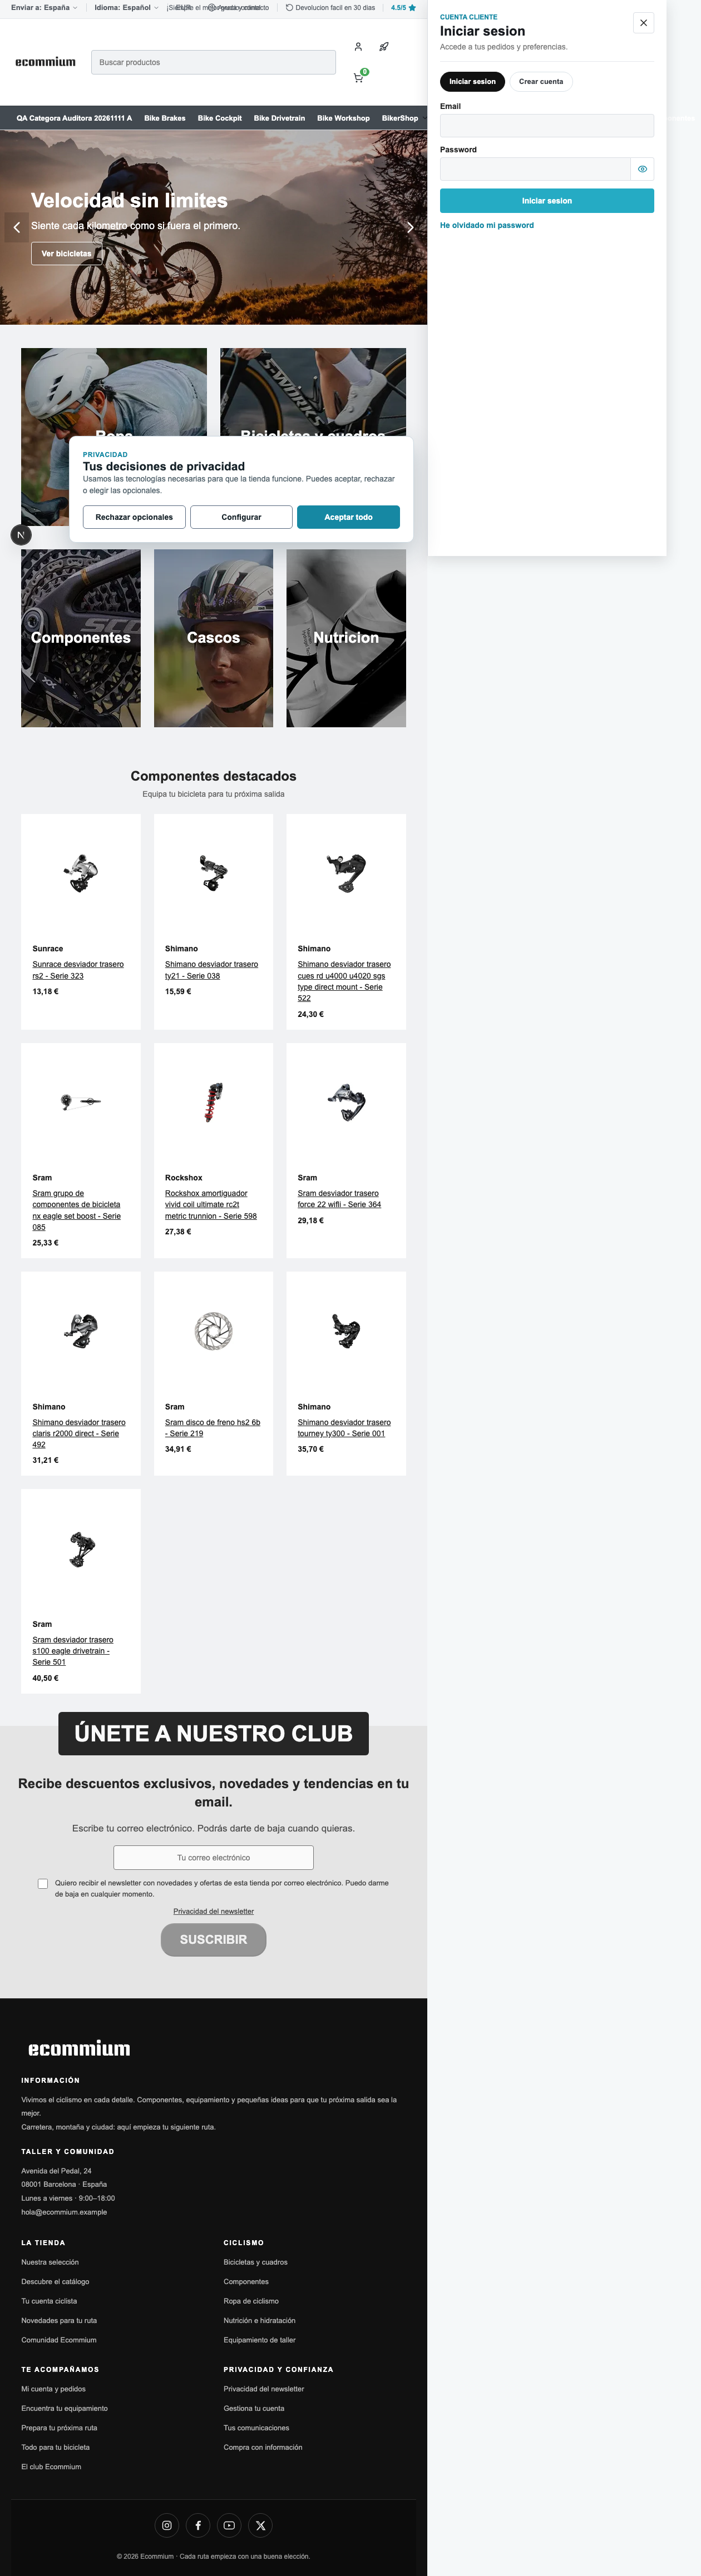 Enviar a: España
Idioma: Español
¡Siempre el mejor
EUR
Ayuda y contacto
Devolucion facil en 30 dias
4.5/5
ecommium
Buscar productos
0
QA Categora Auditora 20261111 A
Bike Brakes
Bike Cockpit
Bike Drivetrain
Bike Workshop
BikerShop
Velocidad sin limites
Siente cada kilometro como si fuera el primero.
Ver bicicletas
CUENTA CLIENTE
Iniciar sesion
Accede a tus pedidos y preferencias.
Iniciar sesion
Crear cuenta
Email
Password
Iniciar sesion
He olvidado mi password
Ropa
Bicicletas y cuadros
PRIVACIDAD
Tus decisiones de privacidad
Usamos las tecnologías necesarias para que la tienda funcione. Puedes aceptar, rechazar
o elegir las opcionales.
Rechazar opcionales
Configurar
Aceptar todo
N
Componentes
Cascos
Nutricion
Componentes destacados
Equipa tu bicicleta para tu próxima salida
Sunrace
Sunrace desviador trasero
rs2 - Serie 323
13,18 €
Shimano
Shimano desviador trasero
ty21 - Serie 038
15,59 €
Shimano
Shimano desviador trasero
cues rd u4000 u4020 sgs
type direct mount - Serie
522
24,30 €
Sram
Sram grupo de
componentes de bicicleta
nx eagle set boost - Serie
085
25,33 €
Rockshox
Rockshox amortiguador
vivid coil ultimate rc2t
metric trunnion - Serie 598
27,38 €
Sram
Sram desviador trasero
force 22 wifli - Serie 364
29,18 €
Shimano
Shimano desviador trasero
claris r2000 direct - Serie
492
31,21 €
Sram
Sram disco de freno hs2 6b
- Serie 219
34,91 €
Shimano
Shimano desviador trasero
tourney ty300 - Serie 001
35,70 €
Sram
Sram desviador trasero
s100 eagle drivetrain -
Serie 501
40,50 €
ÚNETE A NUESTRO CLUB
Recibe descuentos exclusivos, novedades y tendencias en tu
email.
Escribe tu correo electrónico. Podrás darte de baja cuando quieras.
Tu correo electrónico
Quiero recibir el newsletter con novedades y ofertas de esta tienda por correo electrónico. Puedo darme
de baja en cualquier momento.
Privacidad del newsletter
SUSCRIBIR
ecommium
INFORMACIÓN
Vivimos el ciclismo en cada detalle. Componentes, equipamiento y pequeñas ideas para que tu próxima salida sea la
mejor.
Carretera, montaña y ciudad: aquí empieza tu siguiente ruta.
TALLER Y COMUNIDAD
Avenida del Pedal, 24
08001 Barcelona · España
Lunes a viernes · 9:00–18:00
hola@ecommium.example
LA TIENDA
Nuestra selección
Descubre el catálogo
Tu cuenta ciclista
Novedades para tu ruta
Comunidad Ecommium
CICLISMO
Bicicletas y cuadros
Componentes
Ropa de ciclismo
Nutrición e hidratación
Equipamiento de taller
TE ACOMPAÑAMOS
Mi cuenta y pedidos
Encuentra tu equipamiento
Prepara tu próxima ruta
Todo para tu bicicleta
El club Ecommium
PRIVACIDAD Y CONFIANZA
Privacidad del newsletter
Gestiona tu cuenta
Tus comunicaciones
Compra con información
© 2026 Ecommium · Cada ruta empieza con una buena elección.